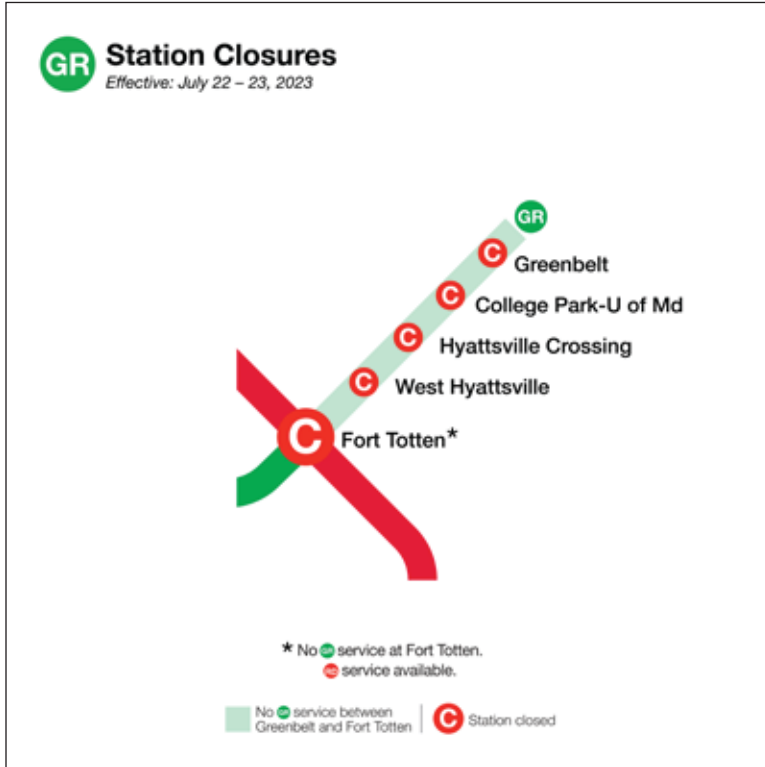 GR Station Closures
Effective: July 22 – 23, 2023
GR
C Greenbelt
C College Park-U of Md
C Hyattsville Crossing
C West Hyattsville
C Fort Totten*
* No GR service at Fort Totten.
RD service available.
No GR service between
Greenbelt and Fort Totten
C Station closed